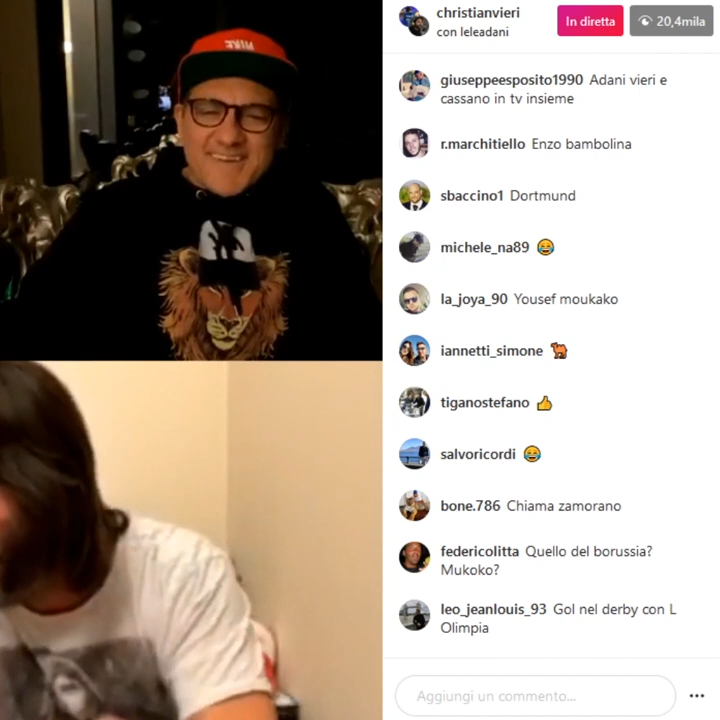 christianvieri
con leleadani
In diretta
20,4mila
giuseppeesposito1990 Adani vieri e
cassano in tv insieme
r.marchitiello Enzo bambolina
sbaccino1 Dortmund
michele_na89 😂
la_joya_90 Yousef moukako
iannetti_simone 🐫
tiganostefano 👍
salvoricordi 😂
bone.786 Chiama zamorano
federicolitta Quello del borussia?
Mukoko?
leo_jeanlouis_93 Gol nel derby con L
Olimpia
Aggiungi un commento...